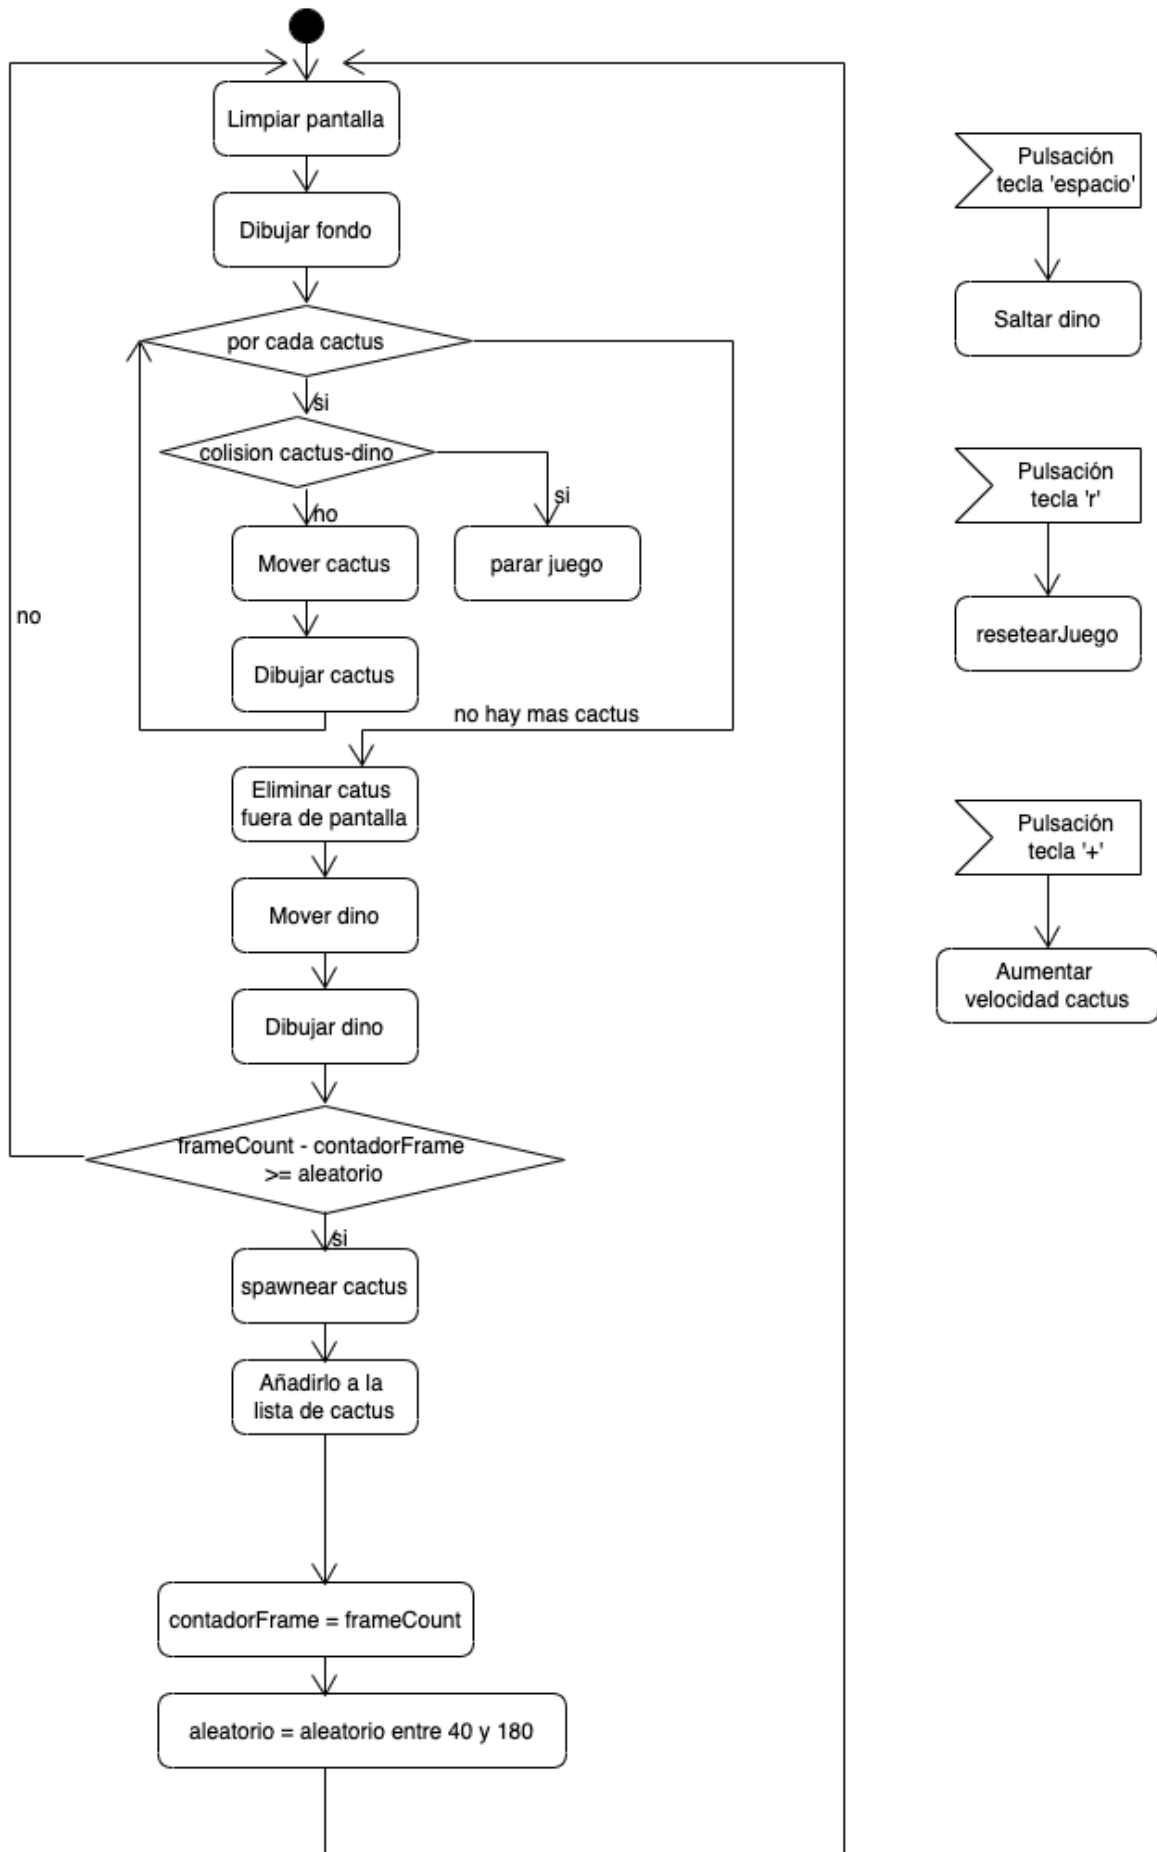 Limpiar pantalla
Dibujar fondo
por cada cactus
si
colision cactus-dino
si
no
Mover cactus
parar juego
no
Dibujar cactus
no hay mas cactus
Eliminar catus
fuera de pantalla
Mover dino
Dibujar dino
frameCount - contadorFrame
>= aleatorio
si
spawnear cactus
Añadirlo a la
lista de cactus
contadorFrame = frameCount
aleatorio = aleatorio entre 40 y 180
Pulsación
tecla 'espacio'
Saltar dino
Pulsación
tecla 'r'
resetearJuego
Pulsación
tecla '+'
Aumentar
velocidad cactus